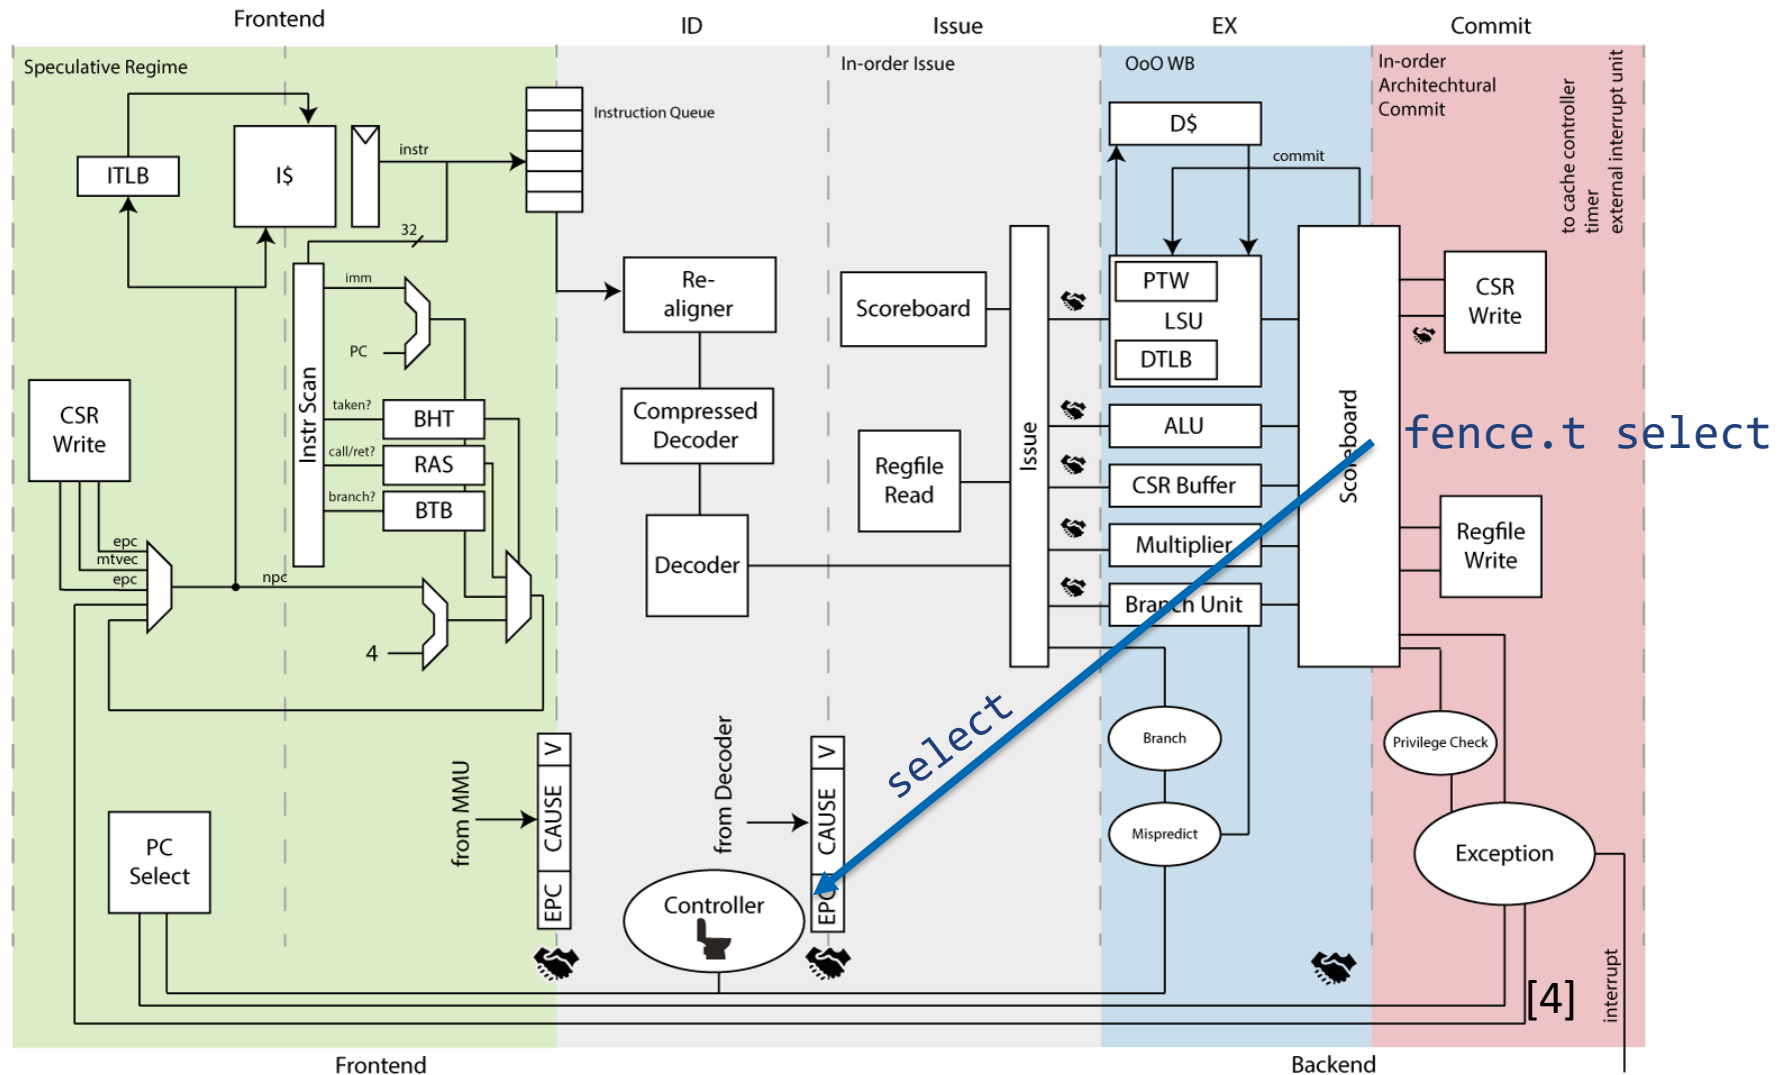 Frontend
ID
Issue
EX
Commit
Speculative Regime
In-order Issue
OoO WB
In-order
Architechtural
Commit
to cache controller
timer
external interrupt unit
Instruction Queue
D$
instr
commit
ITLB
I$
32
imm
PC
Instr Scan
taken?
BHT
call/ret?
RAS
branch?
BTB
CSR
Write
epc
mtvec
epc
npc
4
Re-
aligner
Compressed
Decoder
Decoder
Scoreboard
Regfile
Read
Issue
PTW
LSU
DTLB
ALU
CSR Buffer
Multiplier
Branch Unit
Scoreboard
CSR
Write
fence.t select
Regfile
Write
select
Branch
Mispredict
Privilege Check
Exception
from MMU
V
CAUSE
EPC
from Decoder
V
CAUSE
EPC
PC
Select
Controller
[4]
interrupt
Frontend
Backend